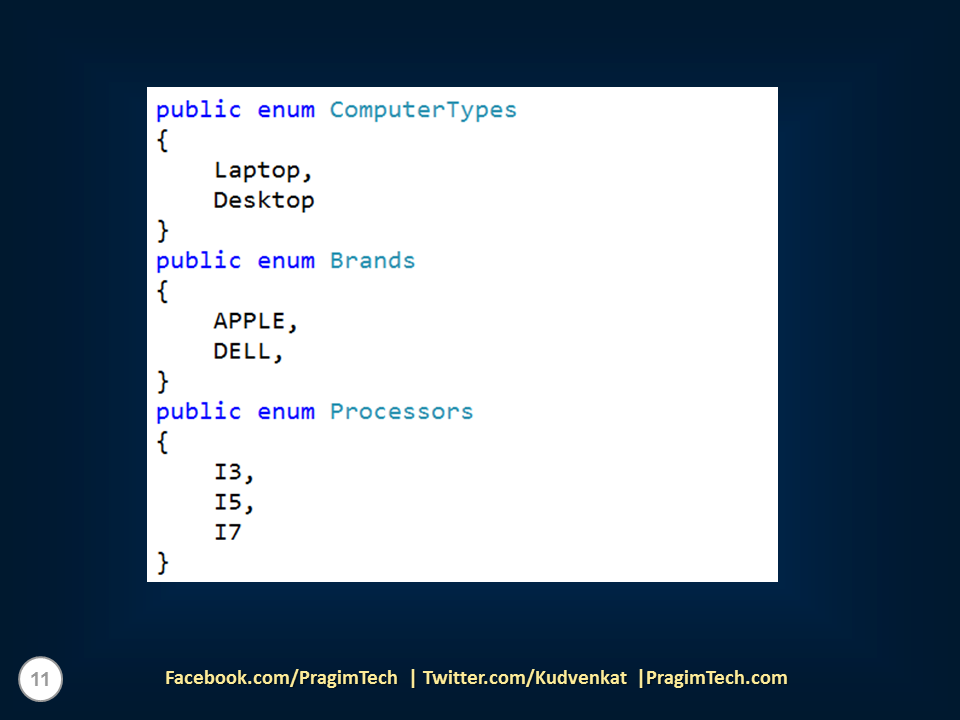 public enum ComputerTypes
{
    Laptop,
    Desktop
}
public enum Brands
{
    APPLE,
    DELL,
}
public enum Processors
{
    I3,
    I5,
    I7
}
11
Facebook.com/PragimTech | Twitter.com/Kudvenkat |PragimTech.com